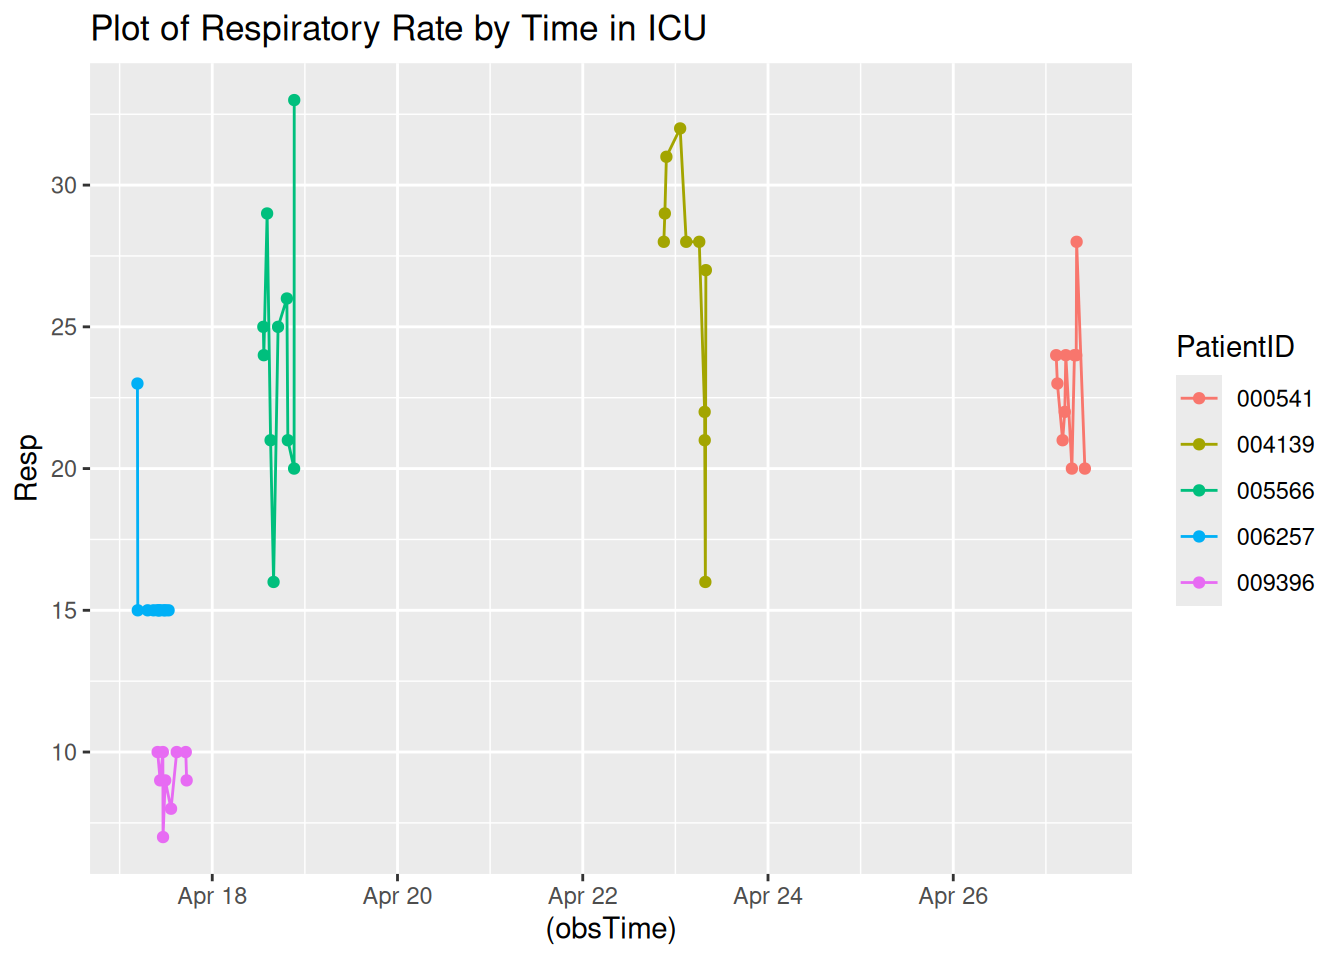 Plot of Respiratory Rate by Time in ICU
Resp
30
25
20
15
10
Apr 18 Apr 20 Apr 22 Apr 24 Apr 26
(obsTime)
PatientID
000541
004139
005566
006257
009396